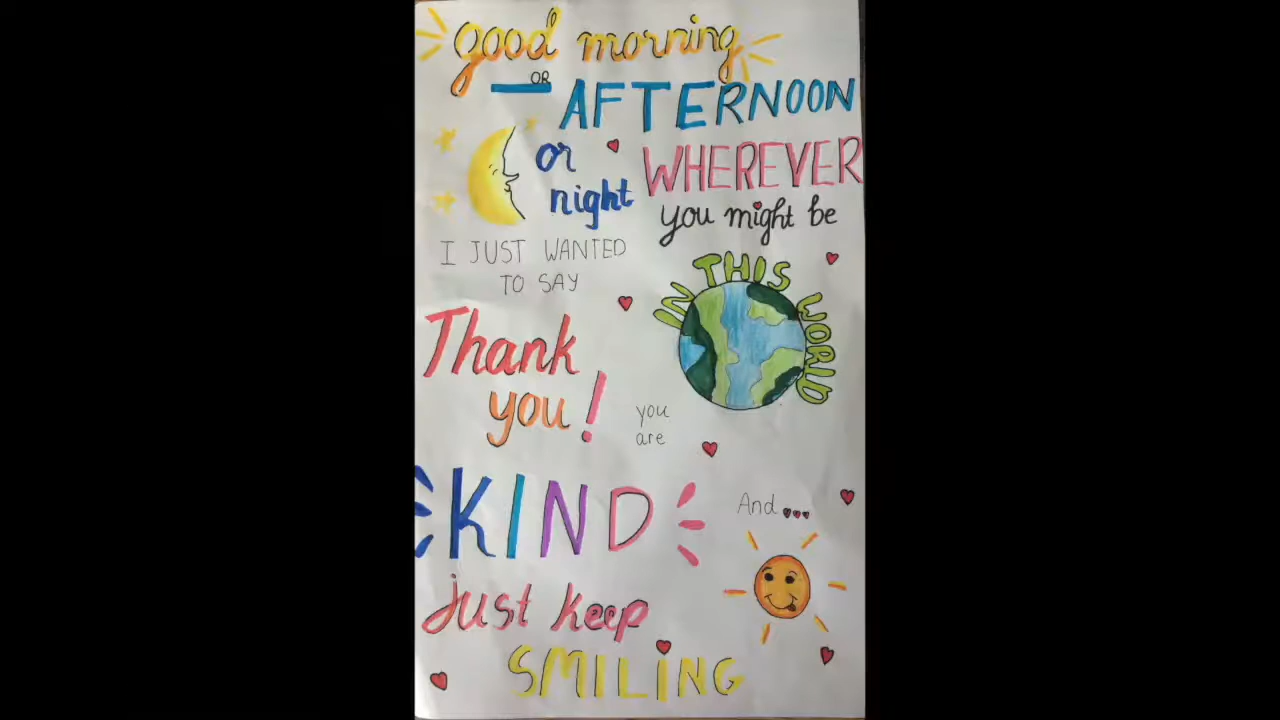 good morning
OR
AFTERNOON
or
night
WHEREVER
you might be
IN THIS WORLD
I JUST WANTED
TO SAY
Thank
you!
you
are
KIND
And...
just keep
SMILING